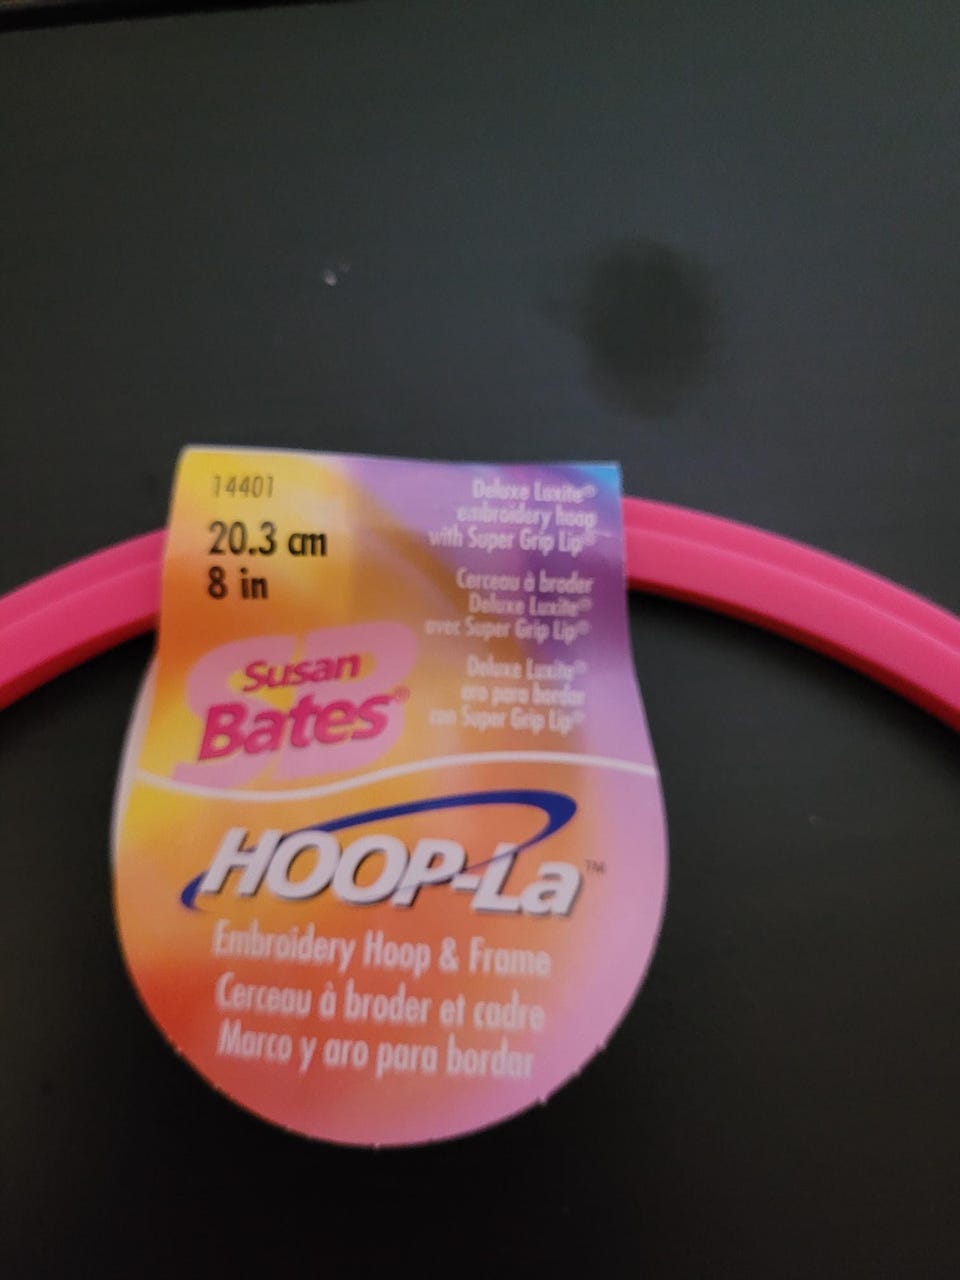 14401
20.3 cm
8 in
Deluxe Luxite®
embroidery hoop
with Super Grip Lip®
Cerceau à broder
Deluxe Luxite®
avec Super Grip Lip®
Deluxe Luxite®
aro para bordar
con Super Grip Lip®
SB
Susan
Bates®
HOOP-La™
Embroidery Hoop & Frame
Cerceau à broder et cadre
Marco y aro para bordar